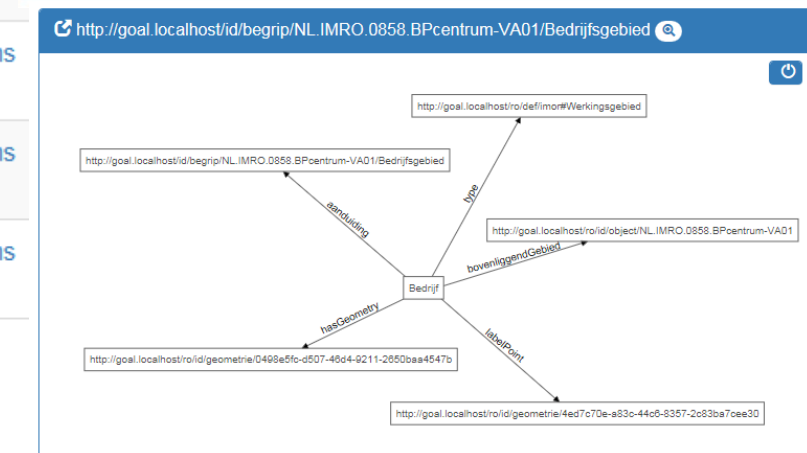 http://goal.localhost/id/begrip/NL.IMRO.0858.BPcentrum-VA01/Bedrijfsgebied
http://goal.localhost/ro/def/imor#Werkingsgebied
http://goal.localhost/id/begrip/NL.IMRO.0858.BPcentrum-VA01/Bedrijfsgebied
type
aanduiding
http://goal.localhost/ro/id/object/NL.IMRO.0858.BPcentrum-VA01
bovenliggendGebied
Bedrijf
hasGeometry
labelPoint
http://goal.localhost/ro/id/geometrie/0498e5fc-d507-46d4-9211-2650baa4547b
http://goal.localhost/ro/id/geometrie/4ed7c70e-a83c-44c6-8357-2c83ba7cee30